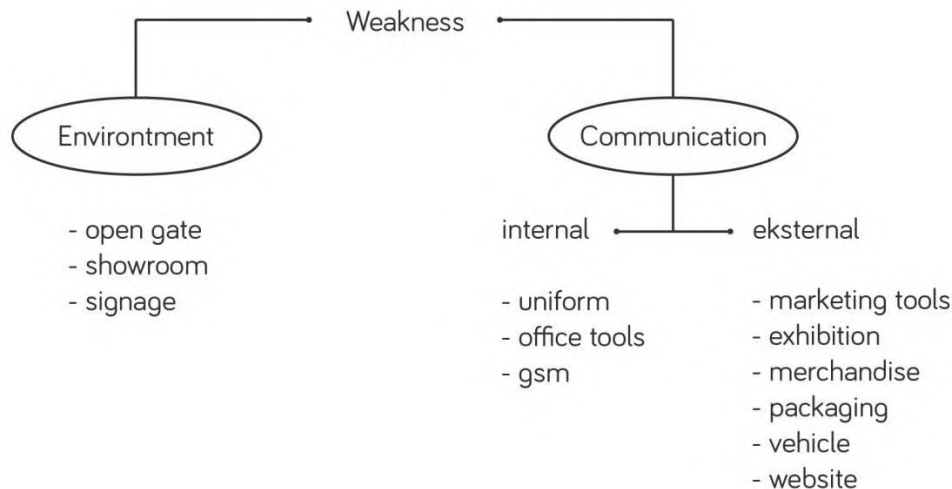 Weakness
Environtment
Communication
- open gate
- showroom
- signage
internal
eksternal
- uniform
- office tools
- gsm
- marketing tools
- exhibition
- merchandise
- packaging
- vehicle
- website